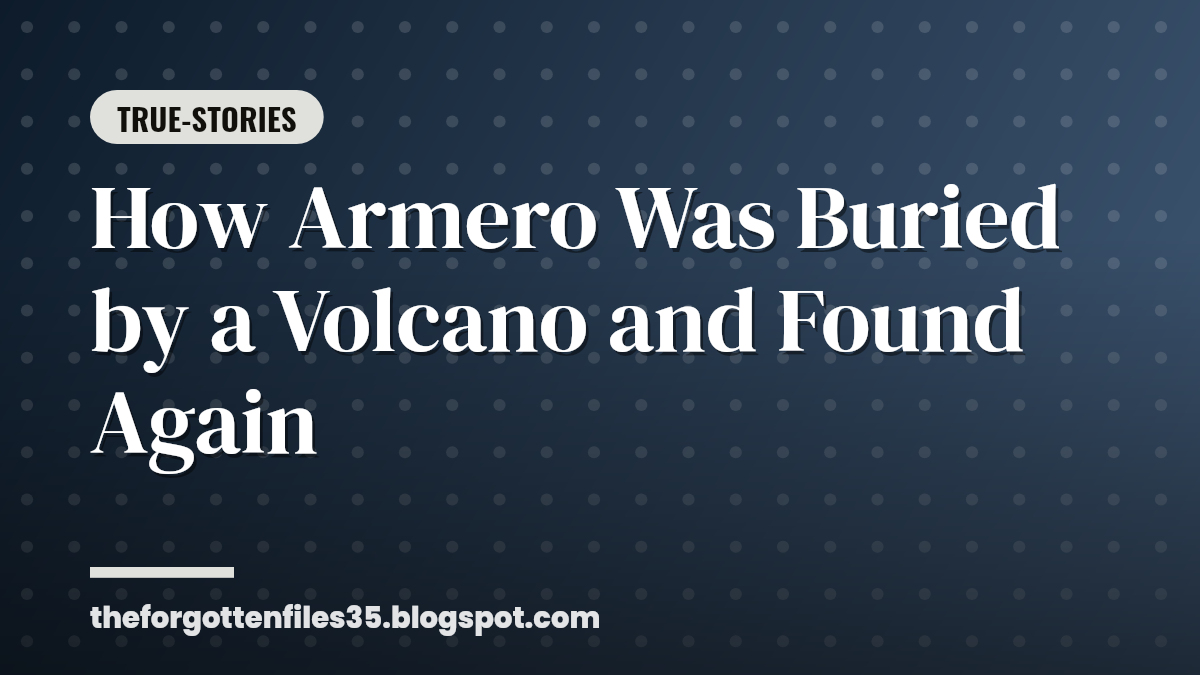 TRUE-STORIES
How Armero Was Buried
by a Volcano and Found
Again
theforgottenfiles35.blogspot.com